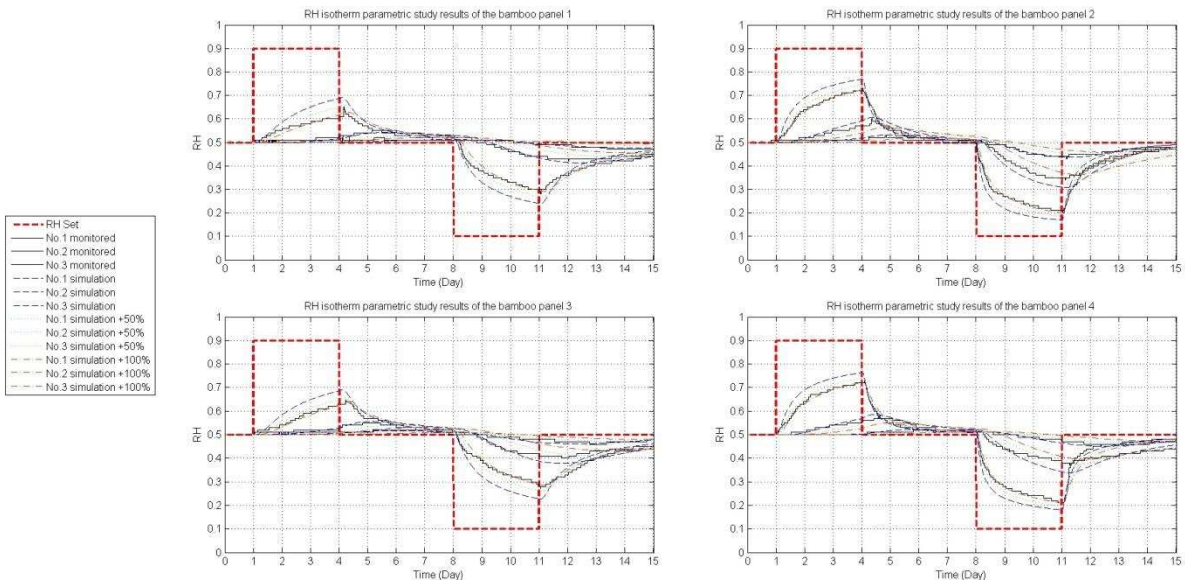 RH isotherm parametric study results of the bamboo panel 1
1
0.9
0.8
0.7
0.6
0.5
0.4
0.3
0.2
0.1
0
RH
0 1 2 3 4 5 6 7 8 9 10 11 12 13 14 15
Time (Day)
RH isotherm parametric study results of the bamboo panel 2
1
0.9
0.8
0.7
0.6
0.5
0.4
0.3
0.2
0.1
0
RH
0 1 2 3 4 5 6 7 8 9 10 11 12 13 14 15
Time (Day)
RH Set
No.1 monitored
No.2 monitored
No.3 monitored
No.1 simulation
No.2 simulation
No.3 simulation
No.1 simulation +50%
No.2 simulation +50%
No.3 simulation +50%
No.1 simulation +100%
No.2 simulation +100%
No.3 simulation +100%
RH isotherm parametric study results of the bamboo panel 3
1
0.9
0.8
0.7
0.6
0.5
0.4
0.3
0.2
0.1
0
RH
0 1 2 3 4 5 6 7 8 9 10 11 12 13 14 15
Time (Day)
RH isotherm parametric study results of the bamboo panel 4
1
0.9
0.8
0.7
0.6
0.5
0.4
0.3
0.2
0.1
0
RH
0 1 2 3 4 5 6 7 8 9 10 11 12 13 14 15
Time (Day)